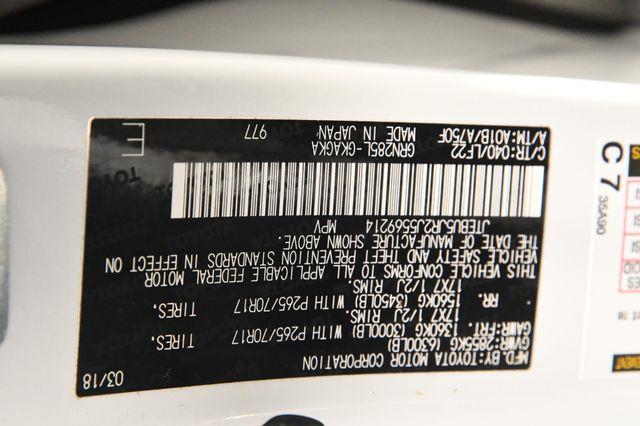 MFD.BY:TOYOTA MOTOR CORPORATION 03/18
GVWR:2855KG (6300LB)
GAWR:FRT. 1360KG (3000LB) WITH P265/70R17 TIRES.
17X7 1/2J RIMS
RR. 1560KG (3450LB) WITH P265/70R17 TIRES.
17X7 1/2J RIMS
THIS VEHICLE CONFORMS TO ALL APPLICABLE FEDERAL MOTOR
VEHICLE SAFETY AND THEFT PREVENTION STANDARDS IN EFFECT ON
THE DATE OF MANUFACTURE SHOWN ABOVE.
JTEBU5JR2J5569214 MPV
C/TR:040/LF22 GRN285L-GKAGKA 977 E
A/TM:A01B/A750F MADE IN JAPAN
C 7
35A90